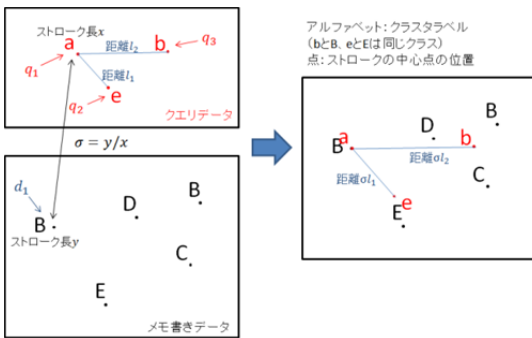 ストローク長x
a
距離l₂
b
q₃
q₁
距離l₁
q₂
e
クエリデータ
σ = y/x
d₁
B
ストローク長y
D
B
C
E
メモ書きデータ
アルファベット：クラスタラベル
（bとB、eとEは同じクラス）
点：ストロークの中心点の位置
B
a
D
B
b
距離σl₂
距離σl₁
C
E
e